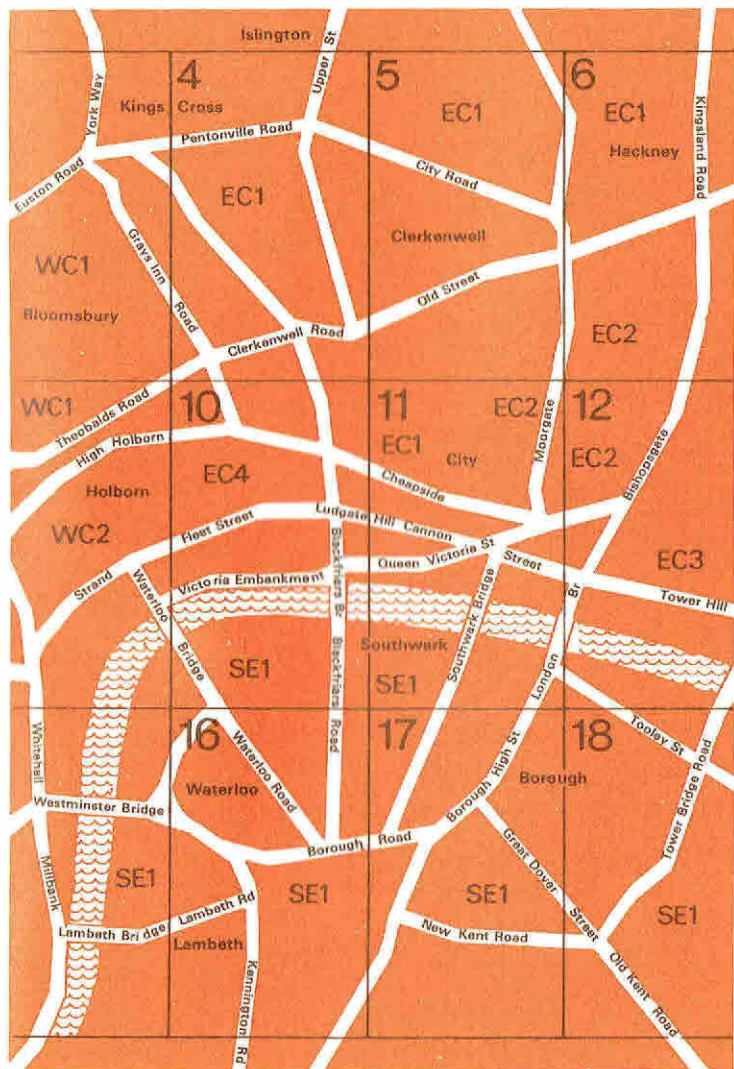 Islington
4
5
6
Kings Cross
York Way
Upper St
EC1
EC1
Hackney
Kingsland Road
Pentonville Road
City Road
Euston Road
EC1
Grays Inn Road
Clerkenwell
WC1
Bloomsbury
Old Street
Clerkenwell Road
EC2
WC1
Theobalds Road
10
11
EC2
12
High Holborn
EC1
City
Moorgate
EC2
Bishopsgate
EC4
Cheapside
Holborn
WC2
Fleet Street
Ludgate Hill Cannon Street
EC3
Strand
Victoria Embankment
Queen Victoria St
Blackfriars Br
Tower Hill
Waterloo Bridge
Southwark Bridge
London Br
Southwark
SE1
SE1
Blackfriars Road
Whitehall
16
17
18
Tooley St
Waterloo
Waterloo Road
Borough High St
Borough
Tower Bridge Road
Westminster Bridge
Borough Road
Millbank
SE1
SE1
SE1
Great Dover Street
SE1
Lambeth Bridge
Lambeth Rd
Lambeth
New Kent Road
Old Kent Road
Kennington Rd